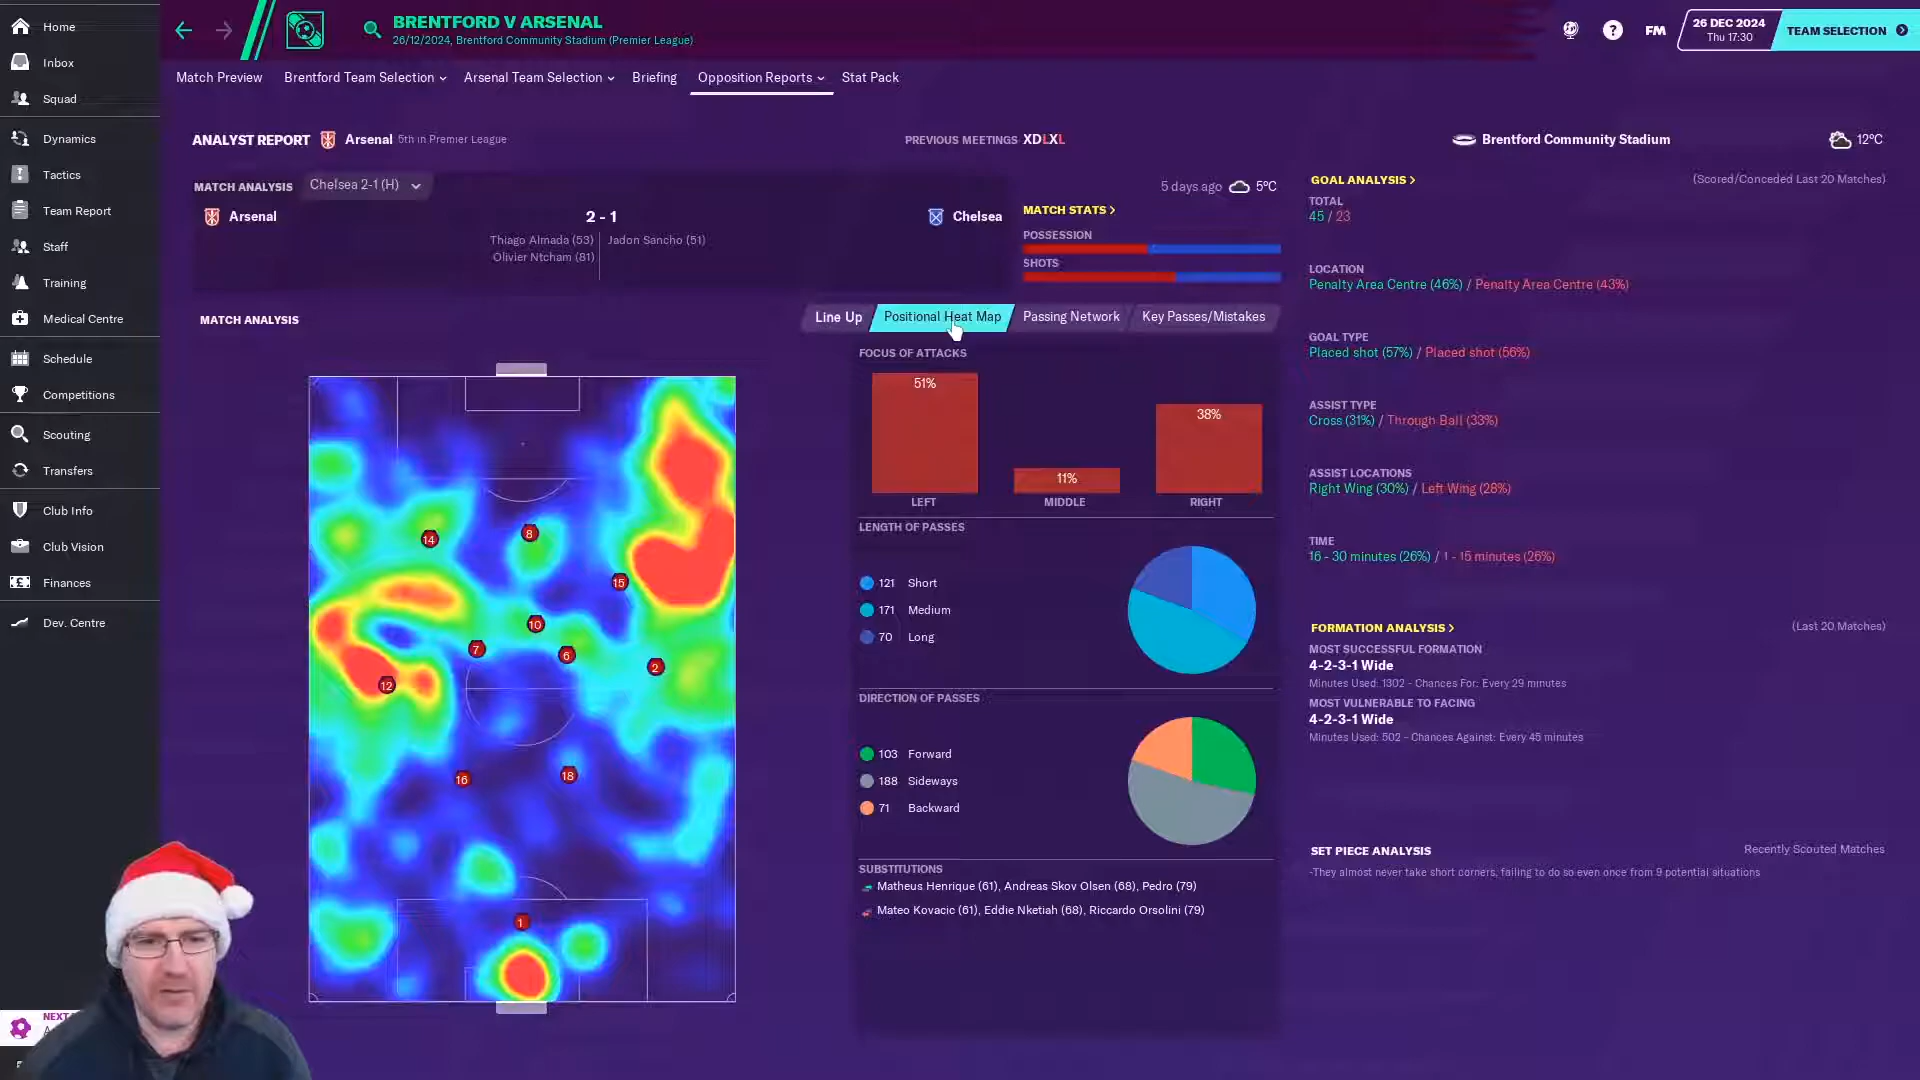 Home
Inbox
Squad
Dynamics
Tactics
Team Report
Staff
Training
Medical Centre
Schedule
Competitions
Scouting
Transfers
Club Info
Club Vision
Finances
Dev. Centre
NEXT
BRENTFORD V ARSENAL
26/12/2024, Brentford Community Stadium (Premier League)
?
FM
26 DEC 2024
Thu 17:30
TEAM SELECTION
Match Preview
Brentford Team Selection
Arsenal Team Selection
Briefing
Opposition Reports
Stat Pack
ANALYST REPORT
Arsenal
5th in Premier League
PREVIOUS MEETINGS XDLXL
Brentford Community Stadium
12°C
MATCH ANALYSIS
Chelsea 2-1 (H)
5 days ago
5°C
Arsenal
2 - 1
Chelsea
Thiago Almada (53)
Jadon Sancho (51)
Olivier Ntcham (81)
MATCH STATS >
POSSESSION
SHOTS
MATCH ANALYSIS
Line Up
Positional Heat Map
Passing Network
Key Passes/Mistakes
14
8
15
10
7
6
2
12
16
18
1
FOCUS OF ATTACKS
51%
11%
38%
LEFT
MIDDLE
RIGHT
LENGTH OF PASSES
121 Short
171 Medium
70 Long
DIRECTION OF PASSES
103 Forward
188 Sideways
71 Backward
SUBSTITUTIONS
Matheus Henrique (61), Andreas Skov Olsen (68), Pedro (79)
Mateo Kovacic (61), Eddie Nketiah (68), Riccardo Orsolini (79)
GOAL ANALYSIS >
(Scored/Conceded Last 20 Matches)
TOTAL
45 / 23
LOCATION
Penalty Area Centre (46%) / Penalty Area Centre (43%)
GOAL TYPE
Placed shot (57%) / Placed shot (56%)
ASSIST TYPE
Cross (31%) / Through Ball (33%)
ASSIST LOCATIONS
Right Wing (30%) / Left Wing (28%)
TIME
16 - 30 minutes (26%) / 1 - 15 minutes (26%)
FORMATION ANALYSIS >
(Last 20 Matches)
MOST SUCCESSFUL FORMATION
4-2-3-1 Wide
Minutes Used: 1302 - Chances For: Every 29 minutes
MOST VULNERABLE TO FACING
4-2-3-1 Wide
Minutes Used: 502 - Chances Against: Every 45 minutes
SET PIECE ANALYSIS
Recently Scouted Matches
-They almost never take short corners, failing to do so even once from 9 potential situations